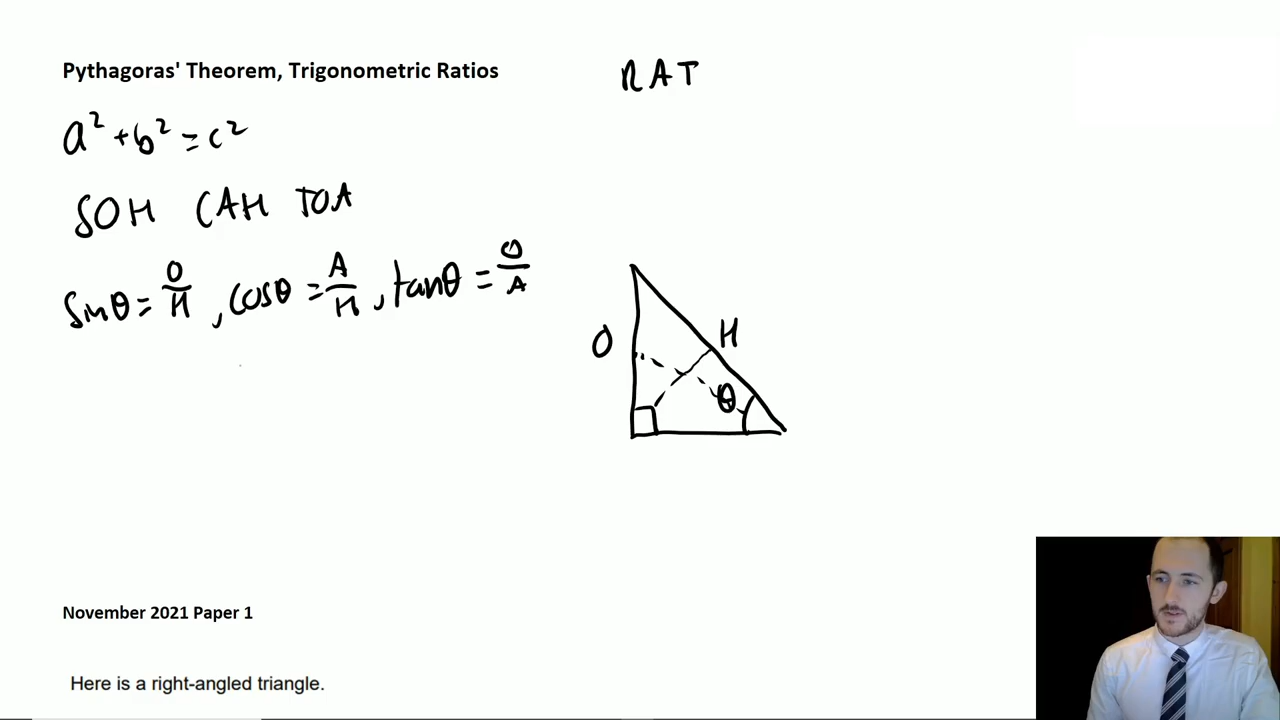 Pythagoras' Theorem, Trigonometric Ratios
RAT
a² + b² = c²
SOH CAH TOA
sinθ = O/H, cosθ = A/H, tanθ = O/A
O
H
θ
November 2021 Paper 1
Here is a right-angled triangle.